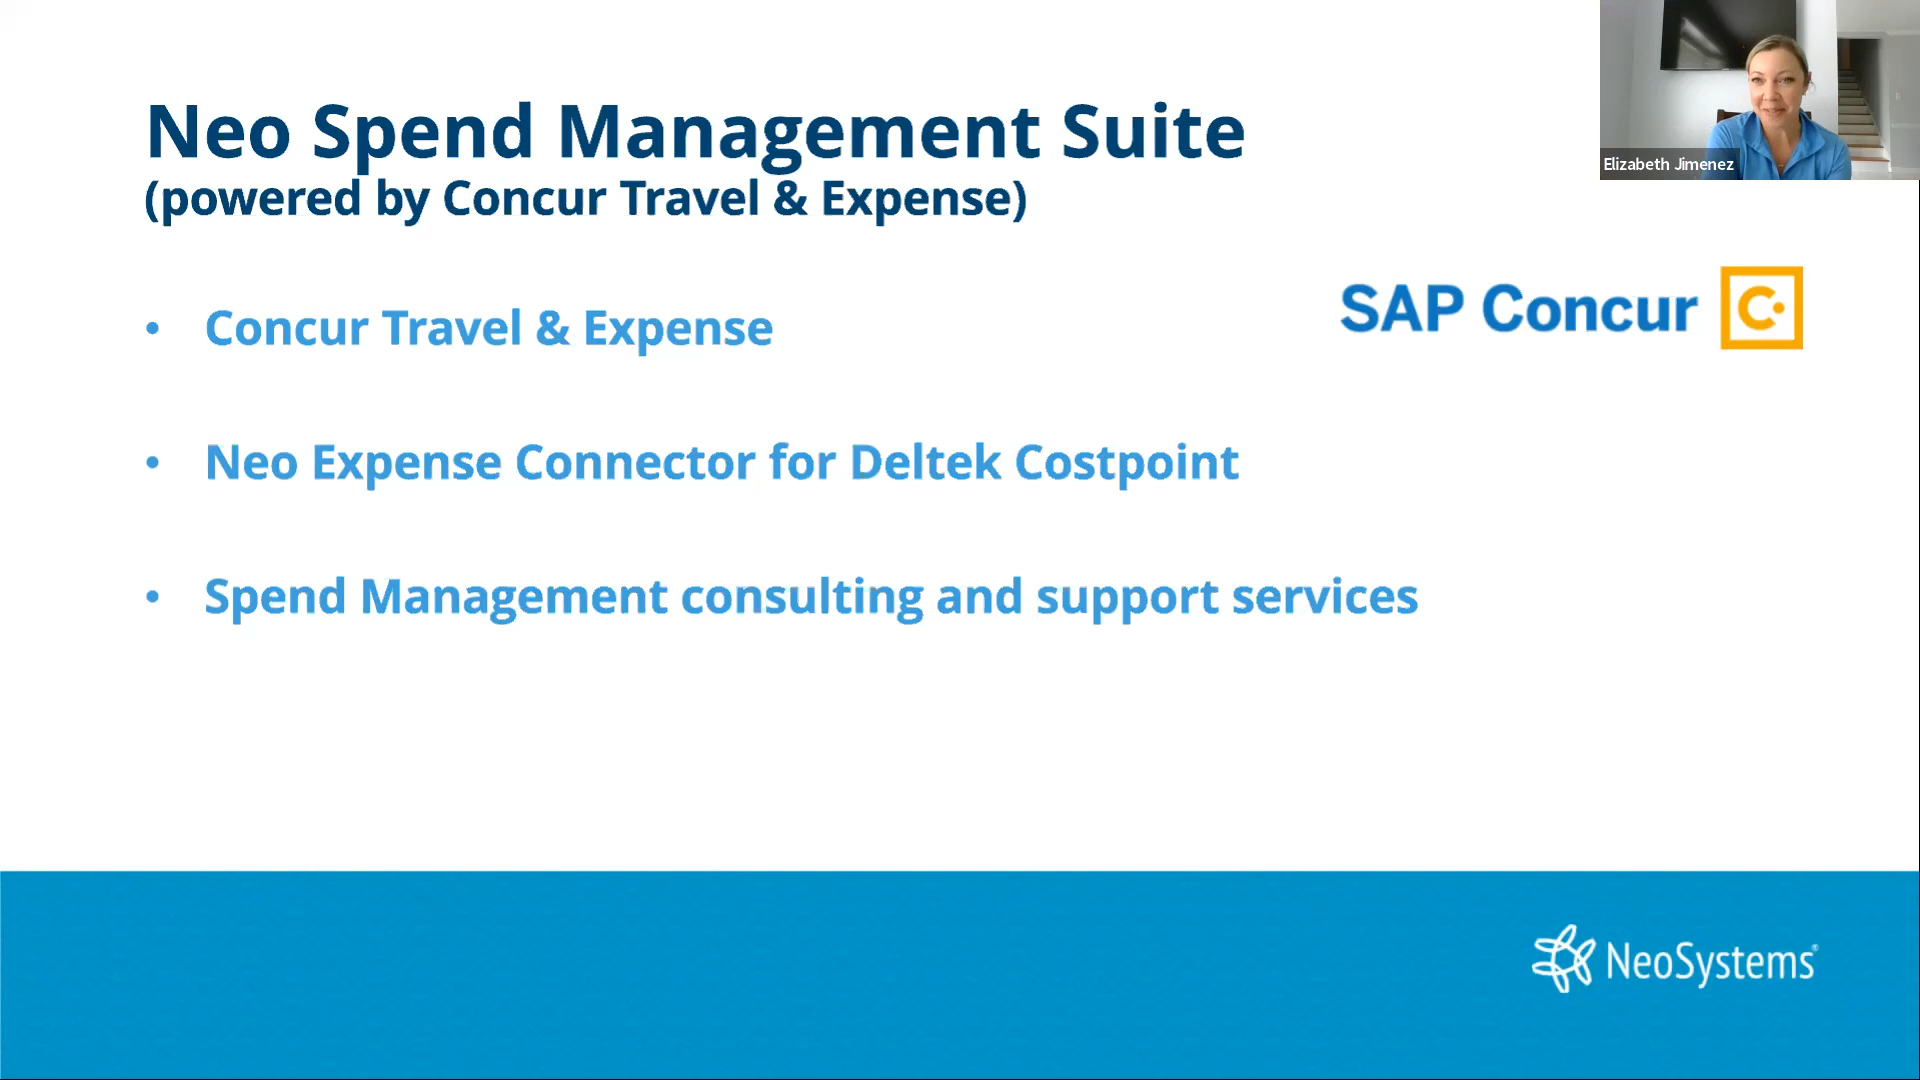 Neo Spend Management Suite
(powered by Concur Travel & Expense)
Elizabeth Jimenez
SAP Concur C.
• Concur Travel & Expense
• Neo Expense Connector for Deltek Costpoint
• Spend Management consulting and support services
NeoSystems®